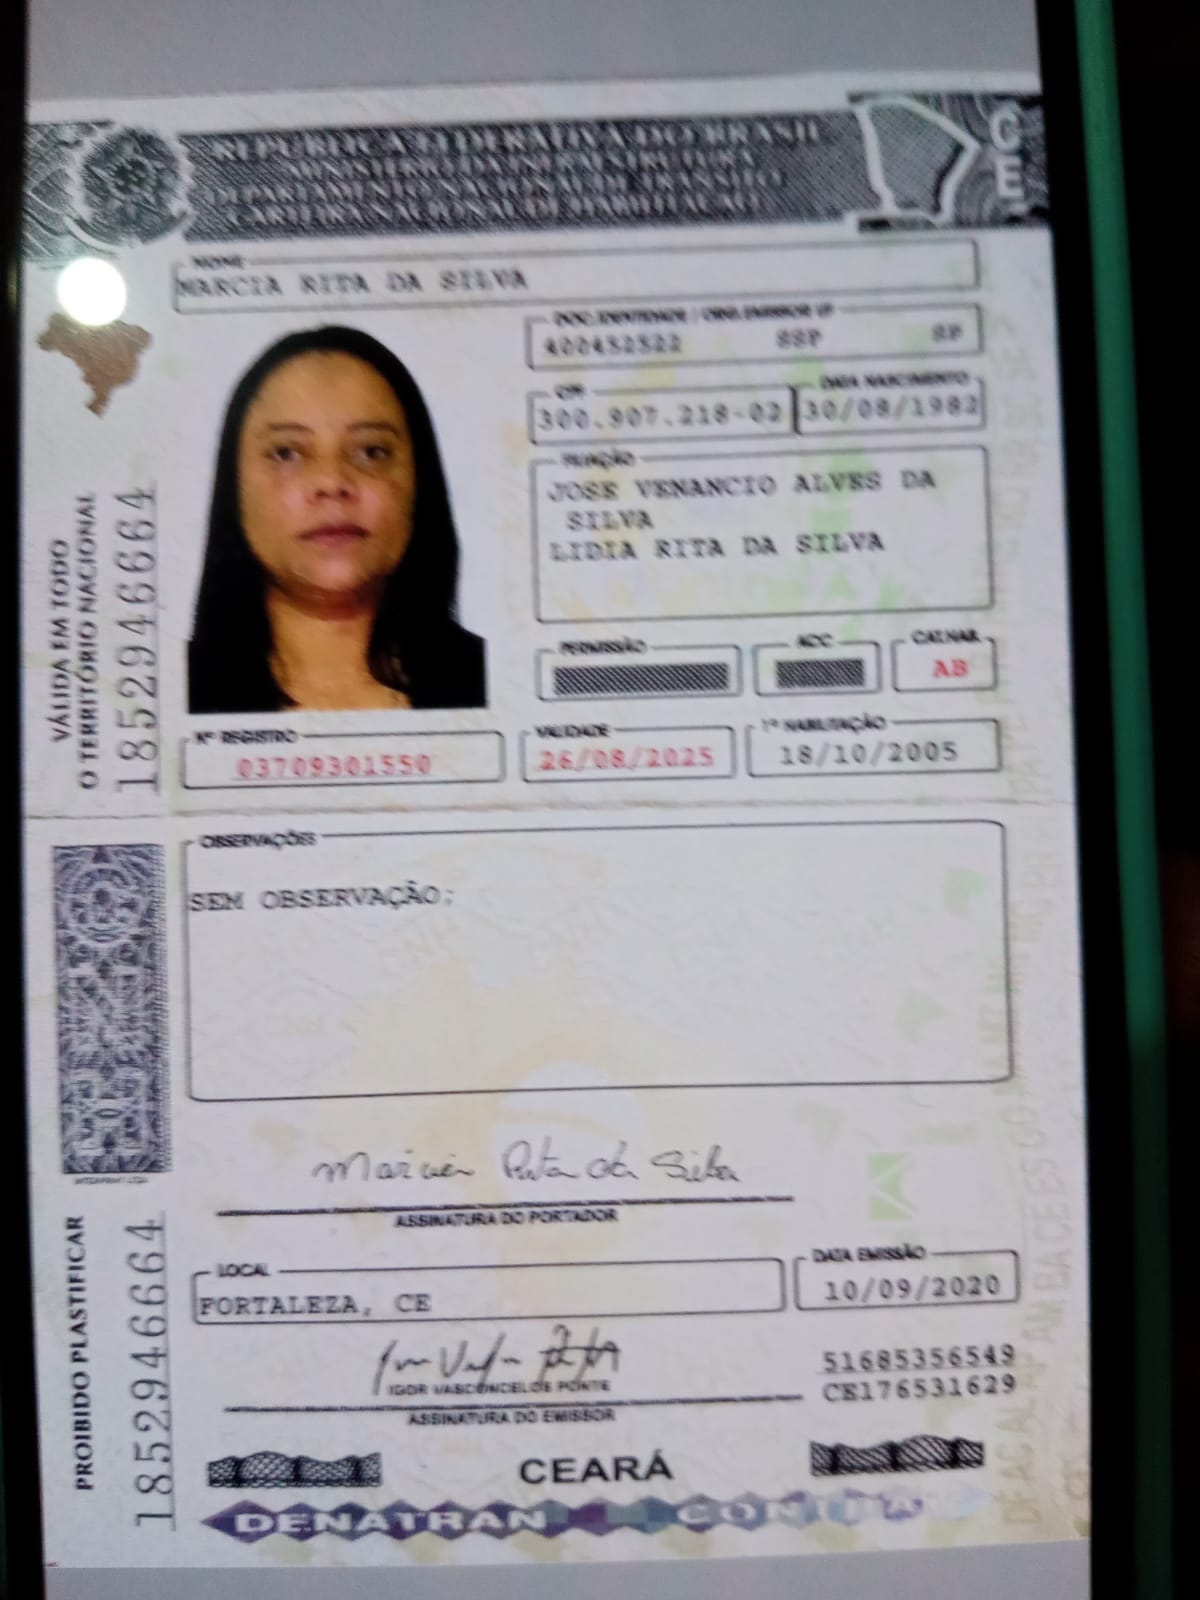 REPÚBLICA FEDERATIVA DO BRASIL
MINISTÉRIO DA INFRAESTRUTURA
DEPARTAMENTO NACIONAL DE TRÂNSITO
CARTEIRA NACIONAL DE HABILITAÇÃO
CE
NOME
MARCIA RITA DA SILVA
DOC. IDENTIDADE / ORG. EMISSOR UF
400452522 SSP SP
CPF
300.907.218-02
DATA NASCIMENTO
30/08/1982
FILIAÇÃO
JOSE VENANCIO ALVES DA
SILVA
LIDIA RITA DA SILVA
PERMISSÃO
ACC
CAT.HAB.
AB
Nº REGISTRO
03709301550
VALIDADE
26/08/2025
1ª HABILITAÇÃO
18/10/2005
VÁLIDA EM TODO
O TERRITÓRIO NACIONAL
1852946664
OBSERVAÇÕES
SEM OBSERVAÇÃO;
Marcia Rita da Silva
ASSINATURA DO PORTADOR
LOCAL
FORTALEZA, CE
DATA EMISSÃO
10/09/2020
IGOR VASCONCELOS PONTE
ASSINATURA DO EMISSOR
51685356549
CE176531629
PROIBIDO PLASTIFICAR
1852946664
CEARÁ
DENATRAN CONTRAN